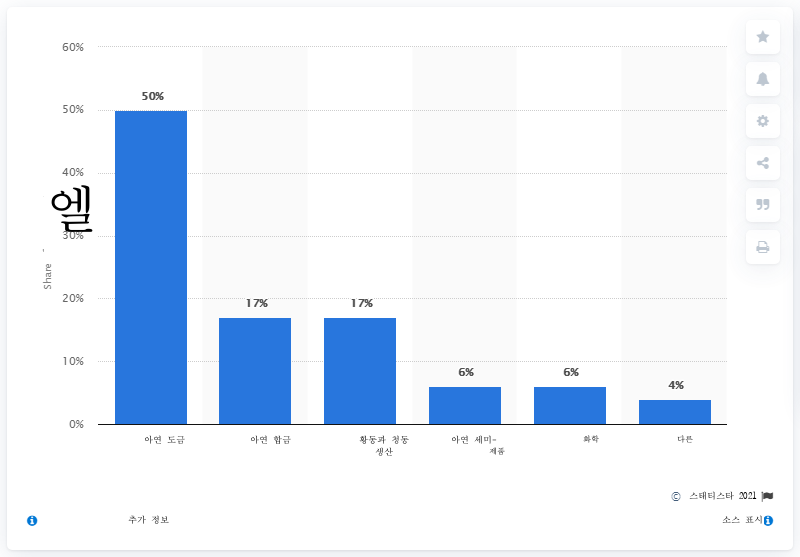 60%
50%
50%
40%
엘
30%
Share
20%
17%
17%
10%
6%
6%
4%
0%
아연 도금
아연 합금
황동과 청동
생산
아연 세미-
제품
화학
다른
© 스태티스타 2021
추가 정보
소스 표시